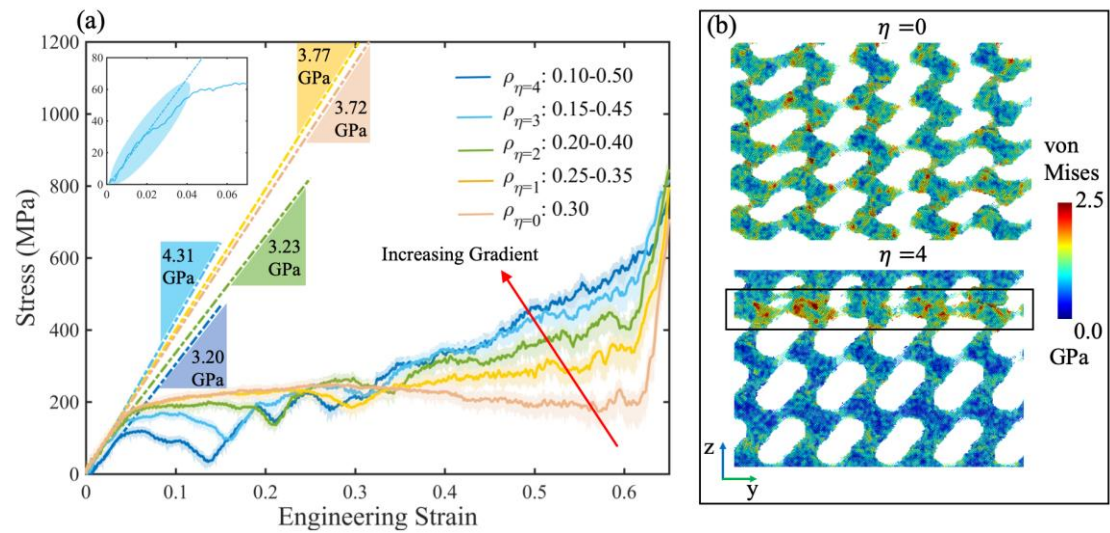 (a)
1200
1000
800
600
400
200
0
Stress (MPa)
0
0.1
0.2
0.3
0.4
0.5
0.6
Engineering Strain
80
60
40
20
0
0
0.02
0.04
0.06
3.77
GPa
3.72
GPa
4.31
GPa
3.23
GPa
3.20
GPa
ρη=4: 0.10-0.50
ρη=3: 0.15-0.45
ρη=2: 0.20-0.40
ρη=1: 0.25-0.35
ρη=0: 0.30
Increasing Gradient
(b)
η =0
η =4
von
Mises
2.5
0.0
GPa
z
y